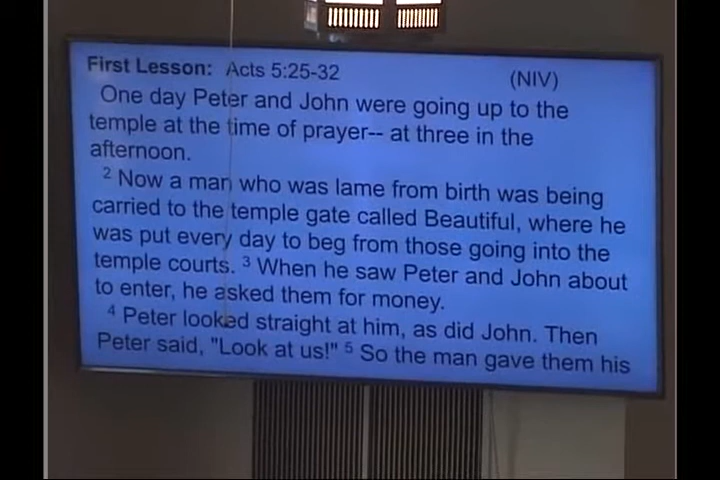 First Lesson: Acts 5:25-32 (NIV)
One day Peter and John were going up to the
temple at the time of prayer-- at three in the
afternoon.
2 Now a man who was lame from birth was being
carried to the temple gate called Beautiful, where he
was put every day to beg from those going into the
temple courts. 3 When he saw Peter and John about
to enter, he asked them for money.
4 Peter looked straight at him, as did John. Then
Peter said, "Look at us!" 5 So the man gave them his